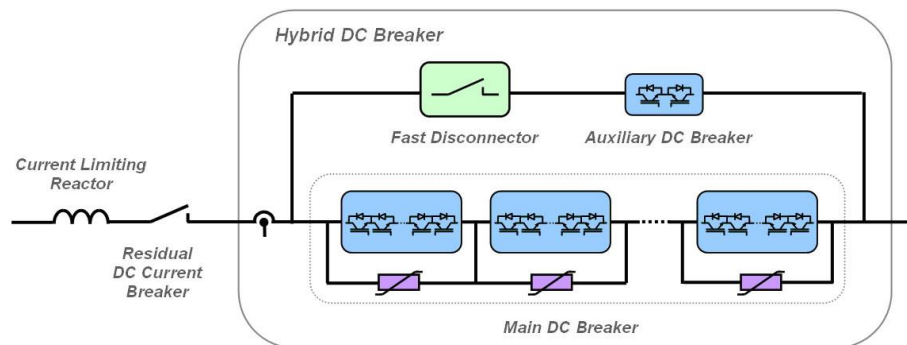 Hybrid DC Breaker
Fast Disconnector
Auxiliary DC Breaker
Current Limiting
Reactor
Residual
DC Current
Breaker
Main DC Breaker